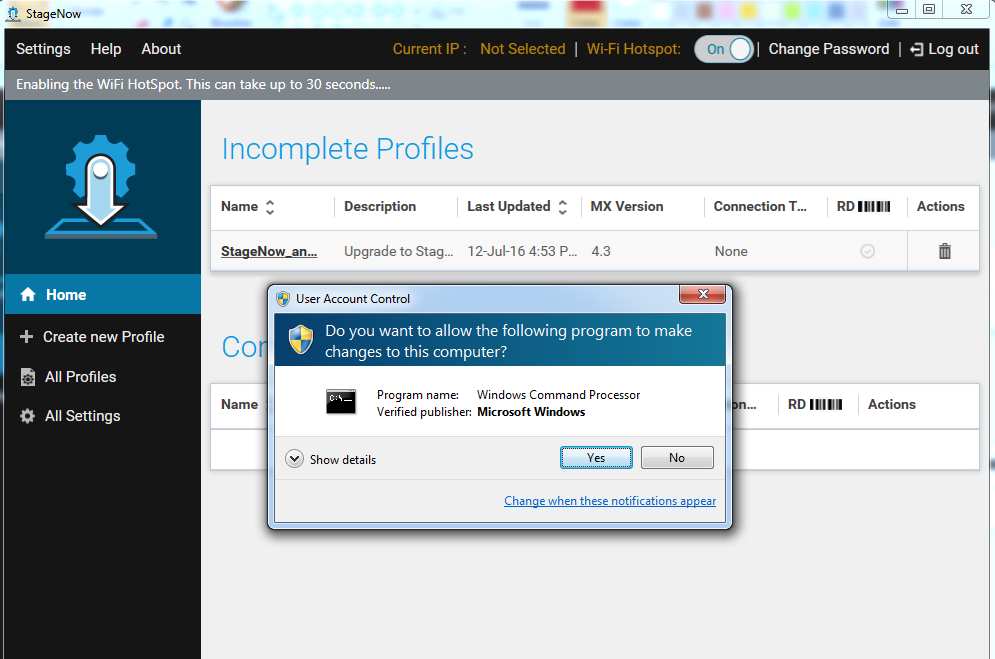 StageNow
Settings Help About Current IP : Not Selected | Wi-Fi Hotspot: On | Change Password | Log out
Enabling the WiFi HotSpot. This can take up to 30 seconds.....
Incomplete Profiles
Name Description Last Updated MX Version Connection T... RD Actions
StageNow_an... Upgrade to Stag... 12-Jul-16 4:53 P... 4.3 None
Home
Create new Profile
All Profiles
All Settings
User Account Control
Do you want to allow the following program to make
changes to this computer?
C:\_
Program name: Windows Command Processor
Verified publisher: Microsoft Windows
Show details Yes No
Change when these notifications appear
Name RD Actions